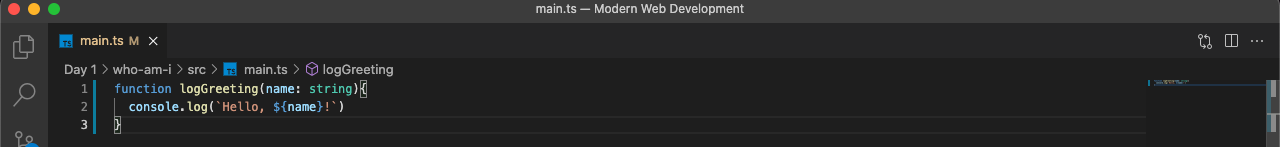 main.ts — Modern Web Development
TS main.ts M
Day 1 > who-am-i > src > TS main.ts > logGreeting
1 function logGreeting(name: string){
2 console.log(`Hello, ${name}!`)
3 }